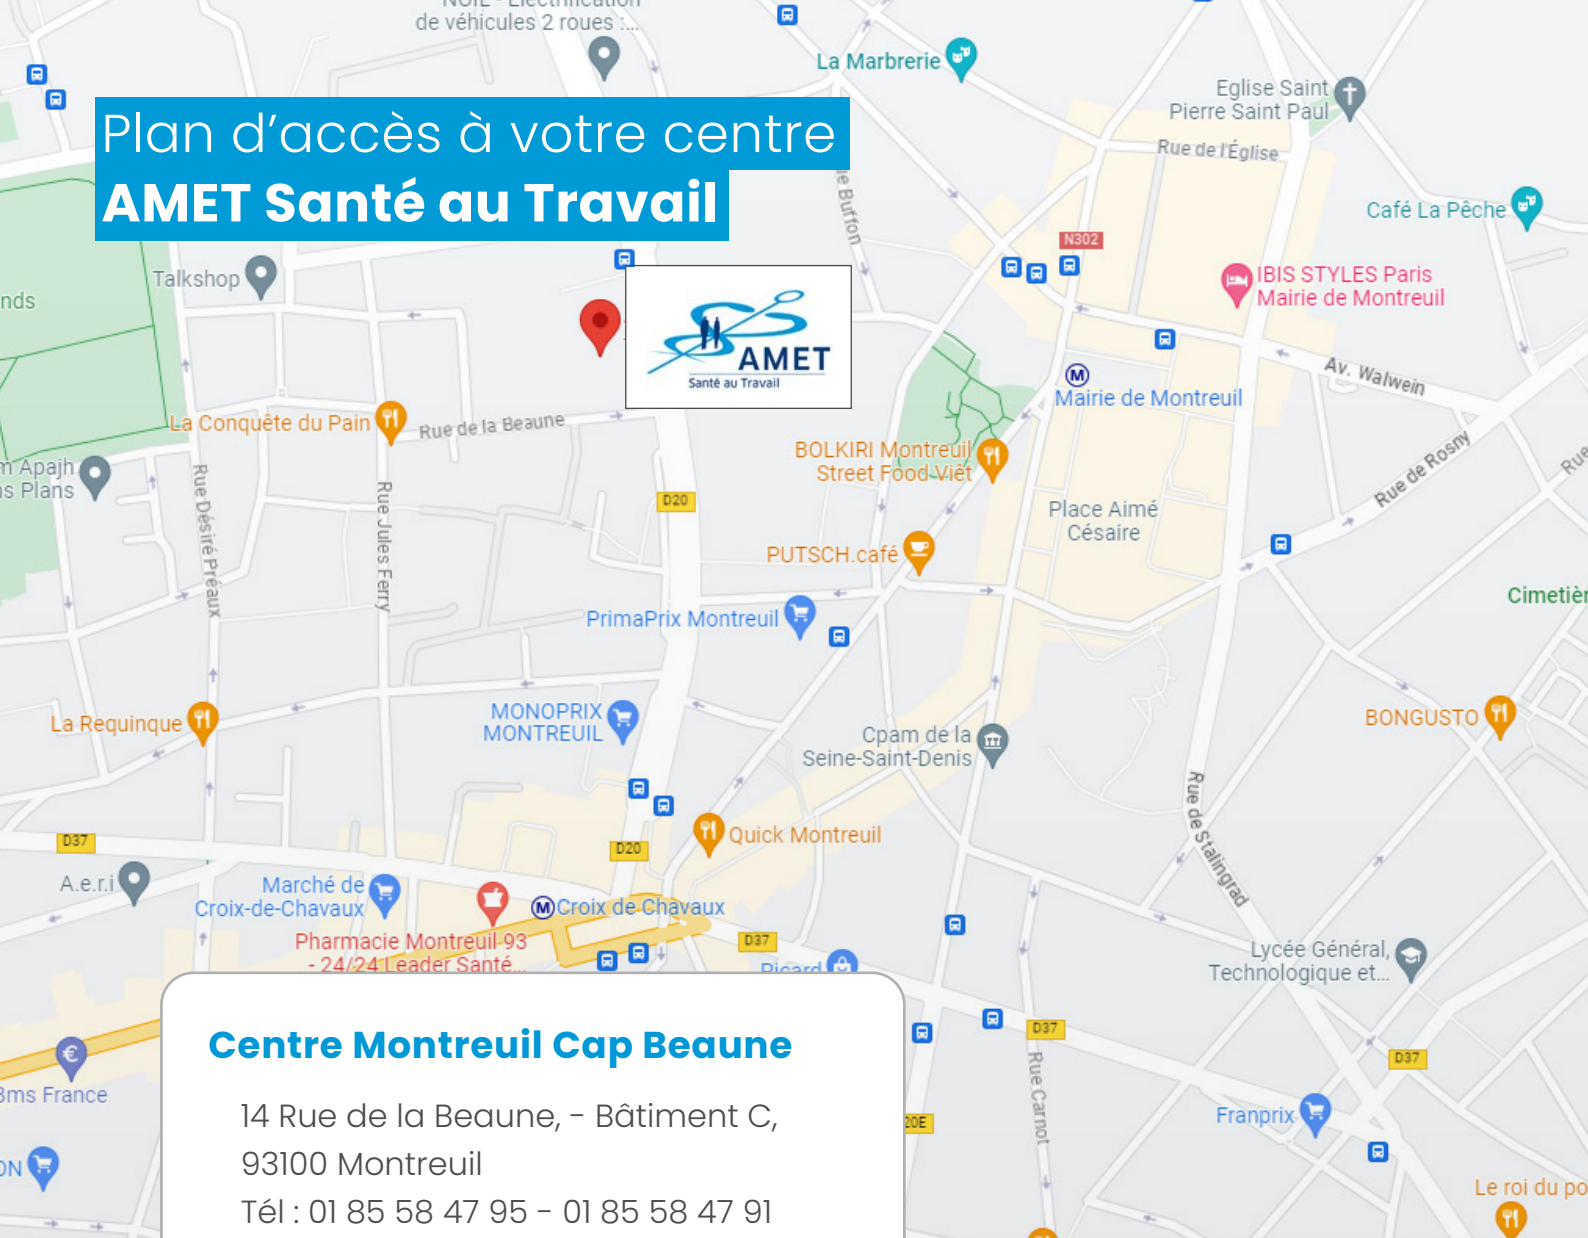 de véhicules 2 roues :...
La Marbrerie
Eglise Saint
Pierre Saint Paul
Plan d’accès à votre centre
AMET Santé au Travail
Rue de l'Église
Buffon
Café La Pêche
N302
Talkshop
IBIS STYLES Paris
Mairie de Montreuil
AMET
Santé au Travail
Av. Walwein
M
Mairie de Montreuil
La Conquête du Pain
Rue de la Beaune
BOLKIRI Montreuil
Street Food Viêt
Rue de Rosny
Apajh
Plans
Rue Désiré Préaux
Rue Jules Ferry
D20
Place Aimé
Césaire
PUTSCH.café
PrimaPrix Montreuil
La Requinque
MONOPRIX
MONTREUIL
Cpam de la
Seine-Saint-Denis
BONGUSTO
Rue de Stalingrad
D37
D20
Quick Montreuil
A.e.r.i
Marché de
Croix-de-Chavaux
M
Croix de Chavaux
Pharmacie Montreuil 93
- 24/24 Leader Santé...
D37
Picard
Lycée Général,
Technologique et...
D37
D37
Rue Carnot
€
France
Centre Montreuil Cap Beaune
14 Rue de la Beaune, - Bâtiment C,
93100 Montreuil
Tél : 01 85 58 47 95 - 01 85 58 47 91
Franprix
Le roi du